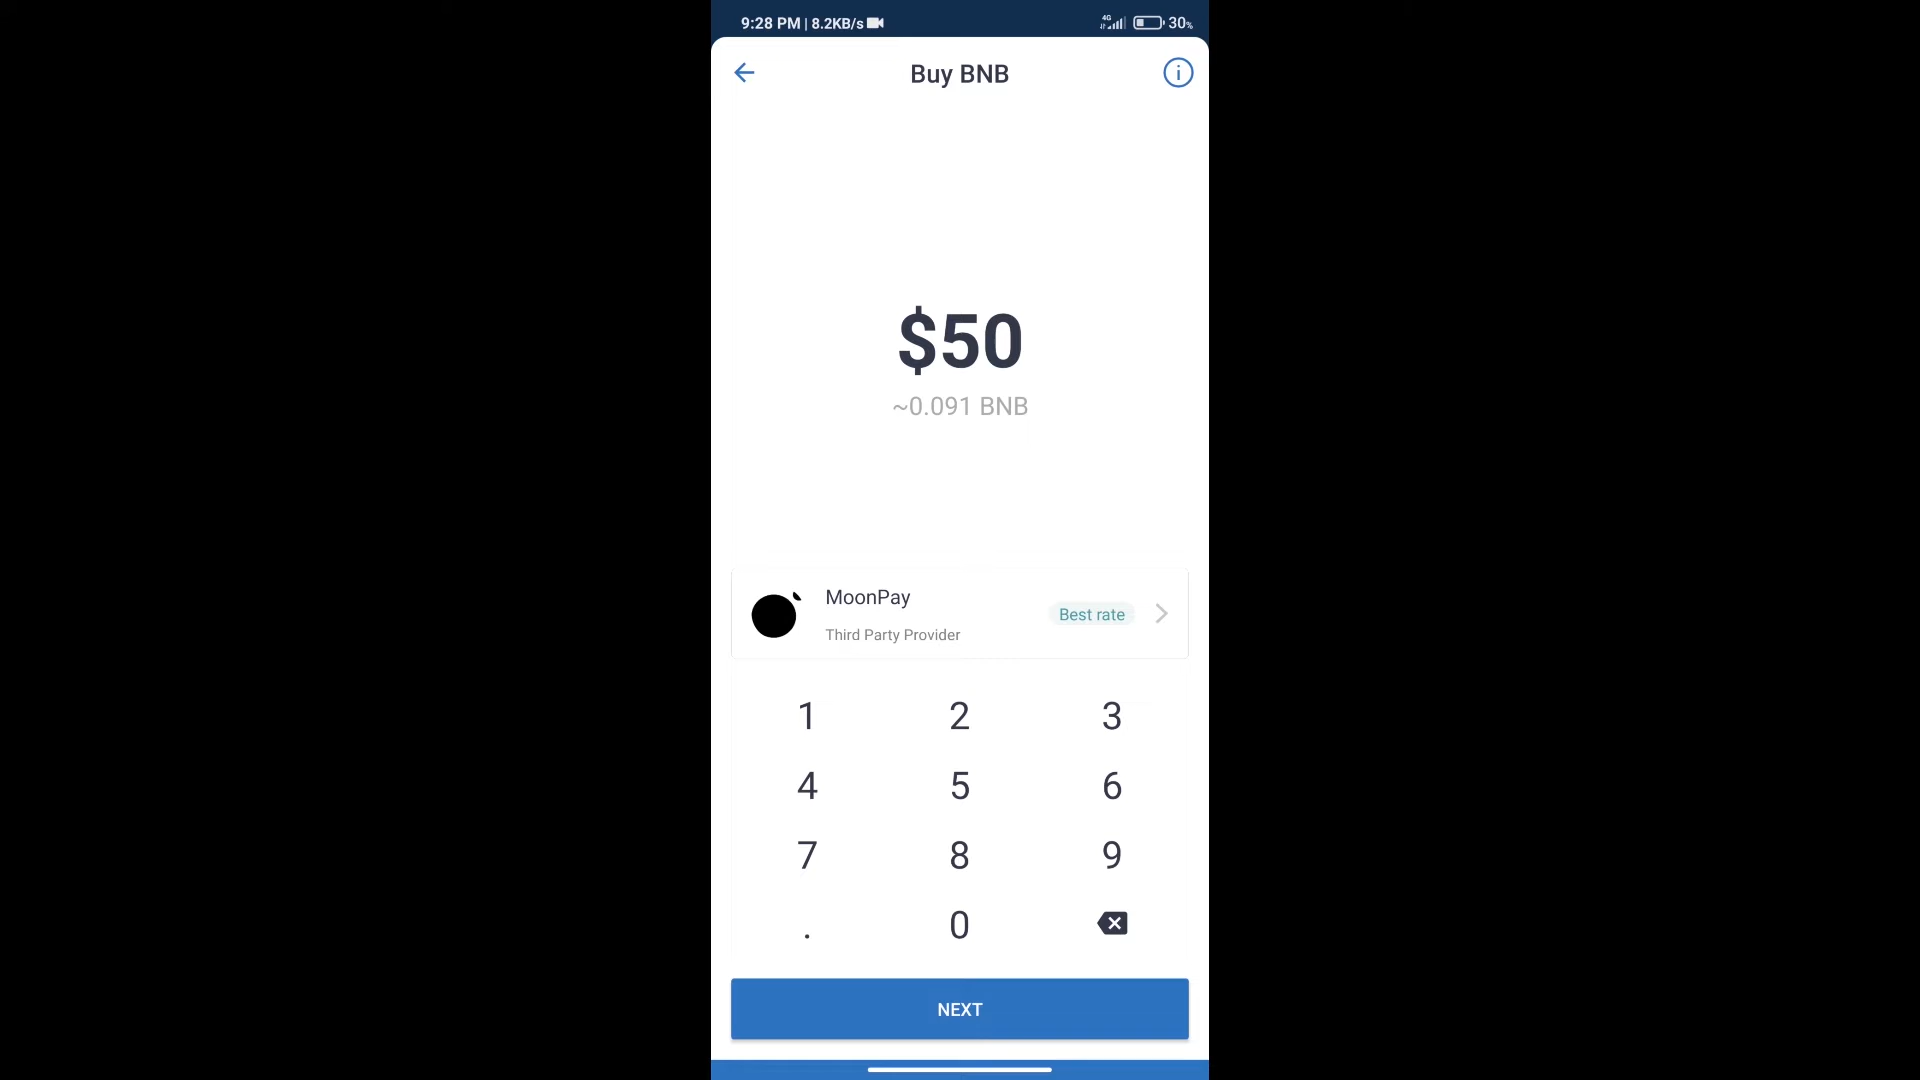 9:28 PM | 8.2KB/s 4G 30%
Buy BNB
$50
~0.091 BNB
MoonPay
Third Party Provider
Best rate
1 2 3
4 5 6
7 8 9
. 0
NEXT